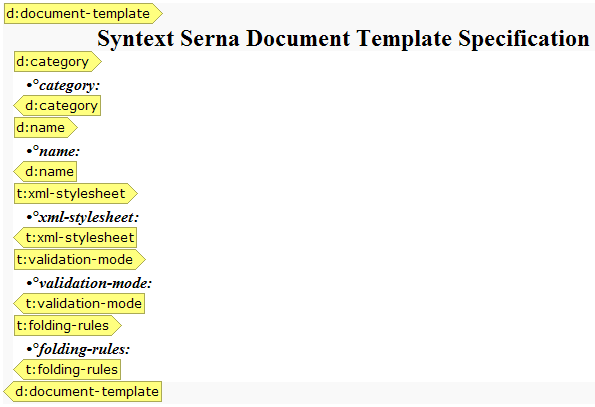 d:document-template
Syntext Serna Document Template Specification
d:category
•°category:
d:category
d:name
•°name:
d:name
t:xml-stylesheet
•°xml-stylesheet:
t:xml-stylesheet
t:validation-mode
•°validation-mode:
t:validation-mode
t:folding-rules
•°folding-rules:
t:folding-rules
d:document-template